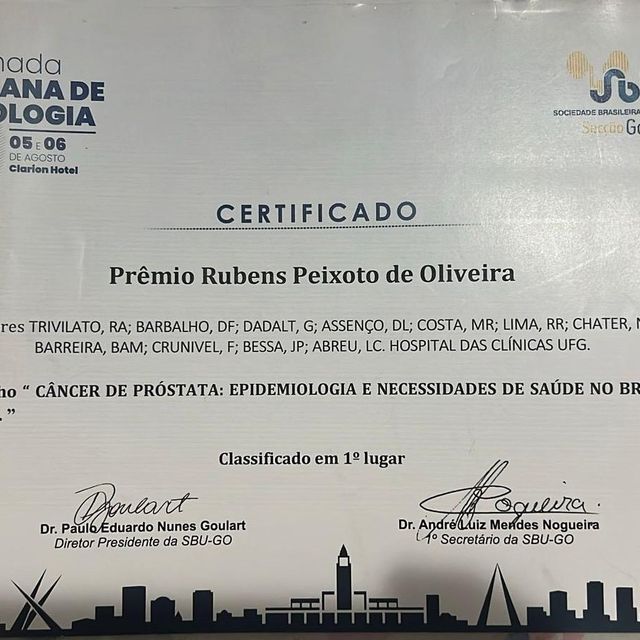 nada
ANA DE
OLOGIA
05 E 06
DE AGOSTO
Clarion Hotel
Sb
SOCIEDADE BRASILEIRA
Secção Go
CERTIFICADO
Prêmio Rubens Peixoto de Oliveira
res TRIVILATO, RA; BARBALHO, DF; DADALT, G; ASSENÇO, DL; COSTA, MR; LIMA, RR; CHATER, N
BARREIRA, BAM; CRUNIVEL, F; BESSA, JP; ABREU, LC. HOSPITAL DAS CLÍNICAS UFG.
ho “ CÂNCER DE PRÓSTATA: EPIDEMIOLOGIA E NECESSIDADES DE SAÚDE NO BR
. ”
Classificado em 1º lugar
Goulart
Nogueira
Dr. Paulo Eduardo Nunes Goulart
Diretor Presidente da SBU-GO
Dr. André Luiz Mendes Nogueira
1º Secretário da SBU-GO